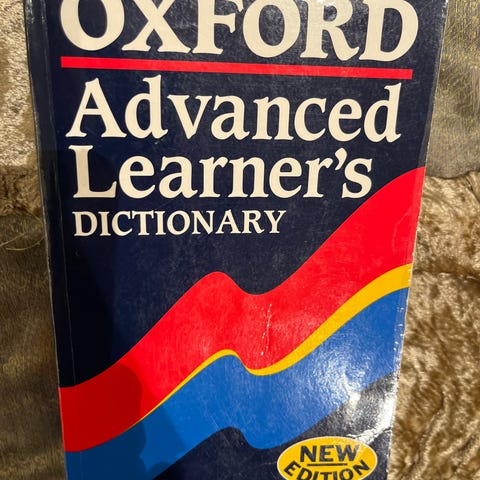 OXFORD
Advanced
Learner's
DICTIONARY
NEW
EDITION